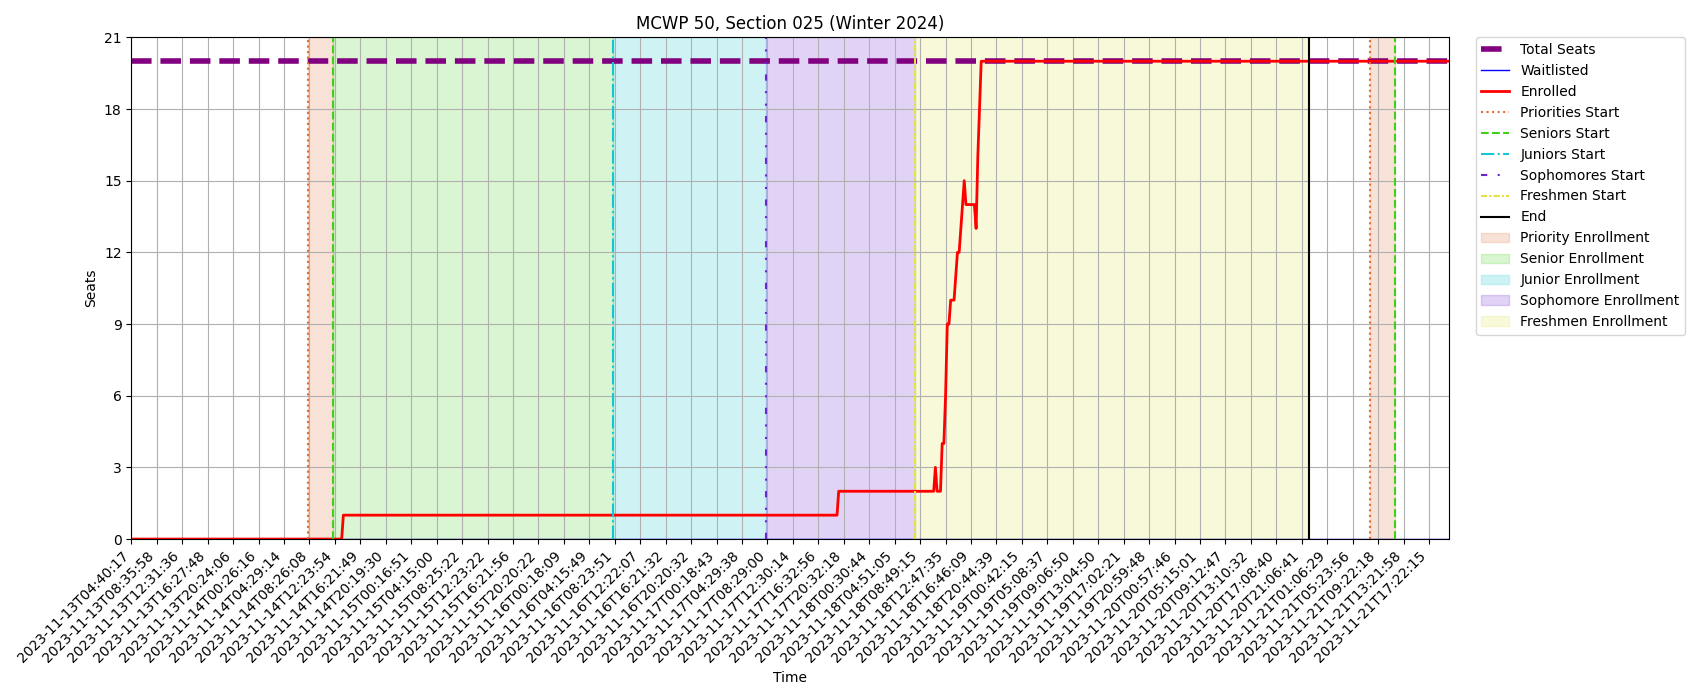 MCWP 50, Section 025 (Winter 2024)
Seats
21
18
15
12
9
6
3
0
2023-11-13T04:40:17
2023-11-13T08:35:58
2023-11-13T12:31:36
2023-11-13T16:27:48
2023-11-13T20:24:06
2023-11-14T00:26:16
2023-11-14T04:29:14
2023-11-14T08:26:08
2023-11-14T12:23:54
2023-11-14T16:21:49
2023-11-14T20:19:30
2023-11-15T00:16:51
2023-11-15T04:15:00
2023-11-15T08:25:22
2023-11-15T12:23:22
2023-11-15T16:21:56
2023-11-15T20:20:22
2023-11-16T00:18:09
2023-11-16T04:15:49
2023-11-16T08:23:51
2023-11-16T12:22:07
2023-11-16T16:21:32
2023-11-16T20:20:32
2023-11-17T00:18:43
2023-11-17T04:29:38
2023-11-17T08:29:00
2023-11-17T12:30:14
2023-11-17T16:32:56
2023-11-17T20:32:18
2023-11-18T00:30:44
2023-11-18T04:51:05
2023-11-18T08:49:15
2023-11-18T12:47:35
2023-11-18T16:46:09
2023-11-18T20:44:39
2023-11-19T00:42:15
2023-11-19T05:08:37
2023-11-19T09:06:50
2023-11-19T13:04:50
2023-11-19T17:02:21
2023-11-19T20:59:48
2023-11-20T00:57:46
2023-11-20T05:15:01
2023-11-20T09:12:47
2023-11-20T13:10:32
2023-11-20T17:08:40
2023-11-20T21:06:41
2023-11-21T01:06:29
2023-11-21T05:23:56
2023-11-21T09:22:18
2023-11-21T13:21:58
2023-11-21T17:22:15
Time
Total Seats
Waitlisted
Enrolled
Priorities Start
Seniors Start
Juniors Start
Sophomores Start
Freshmen Start
End
Priority Enrollment
Senior Enrollment
Junior Enrollment
Sophomore Enrollment
Freshmen Enrollment